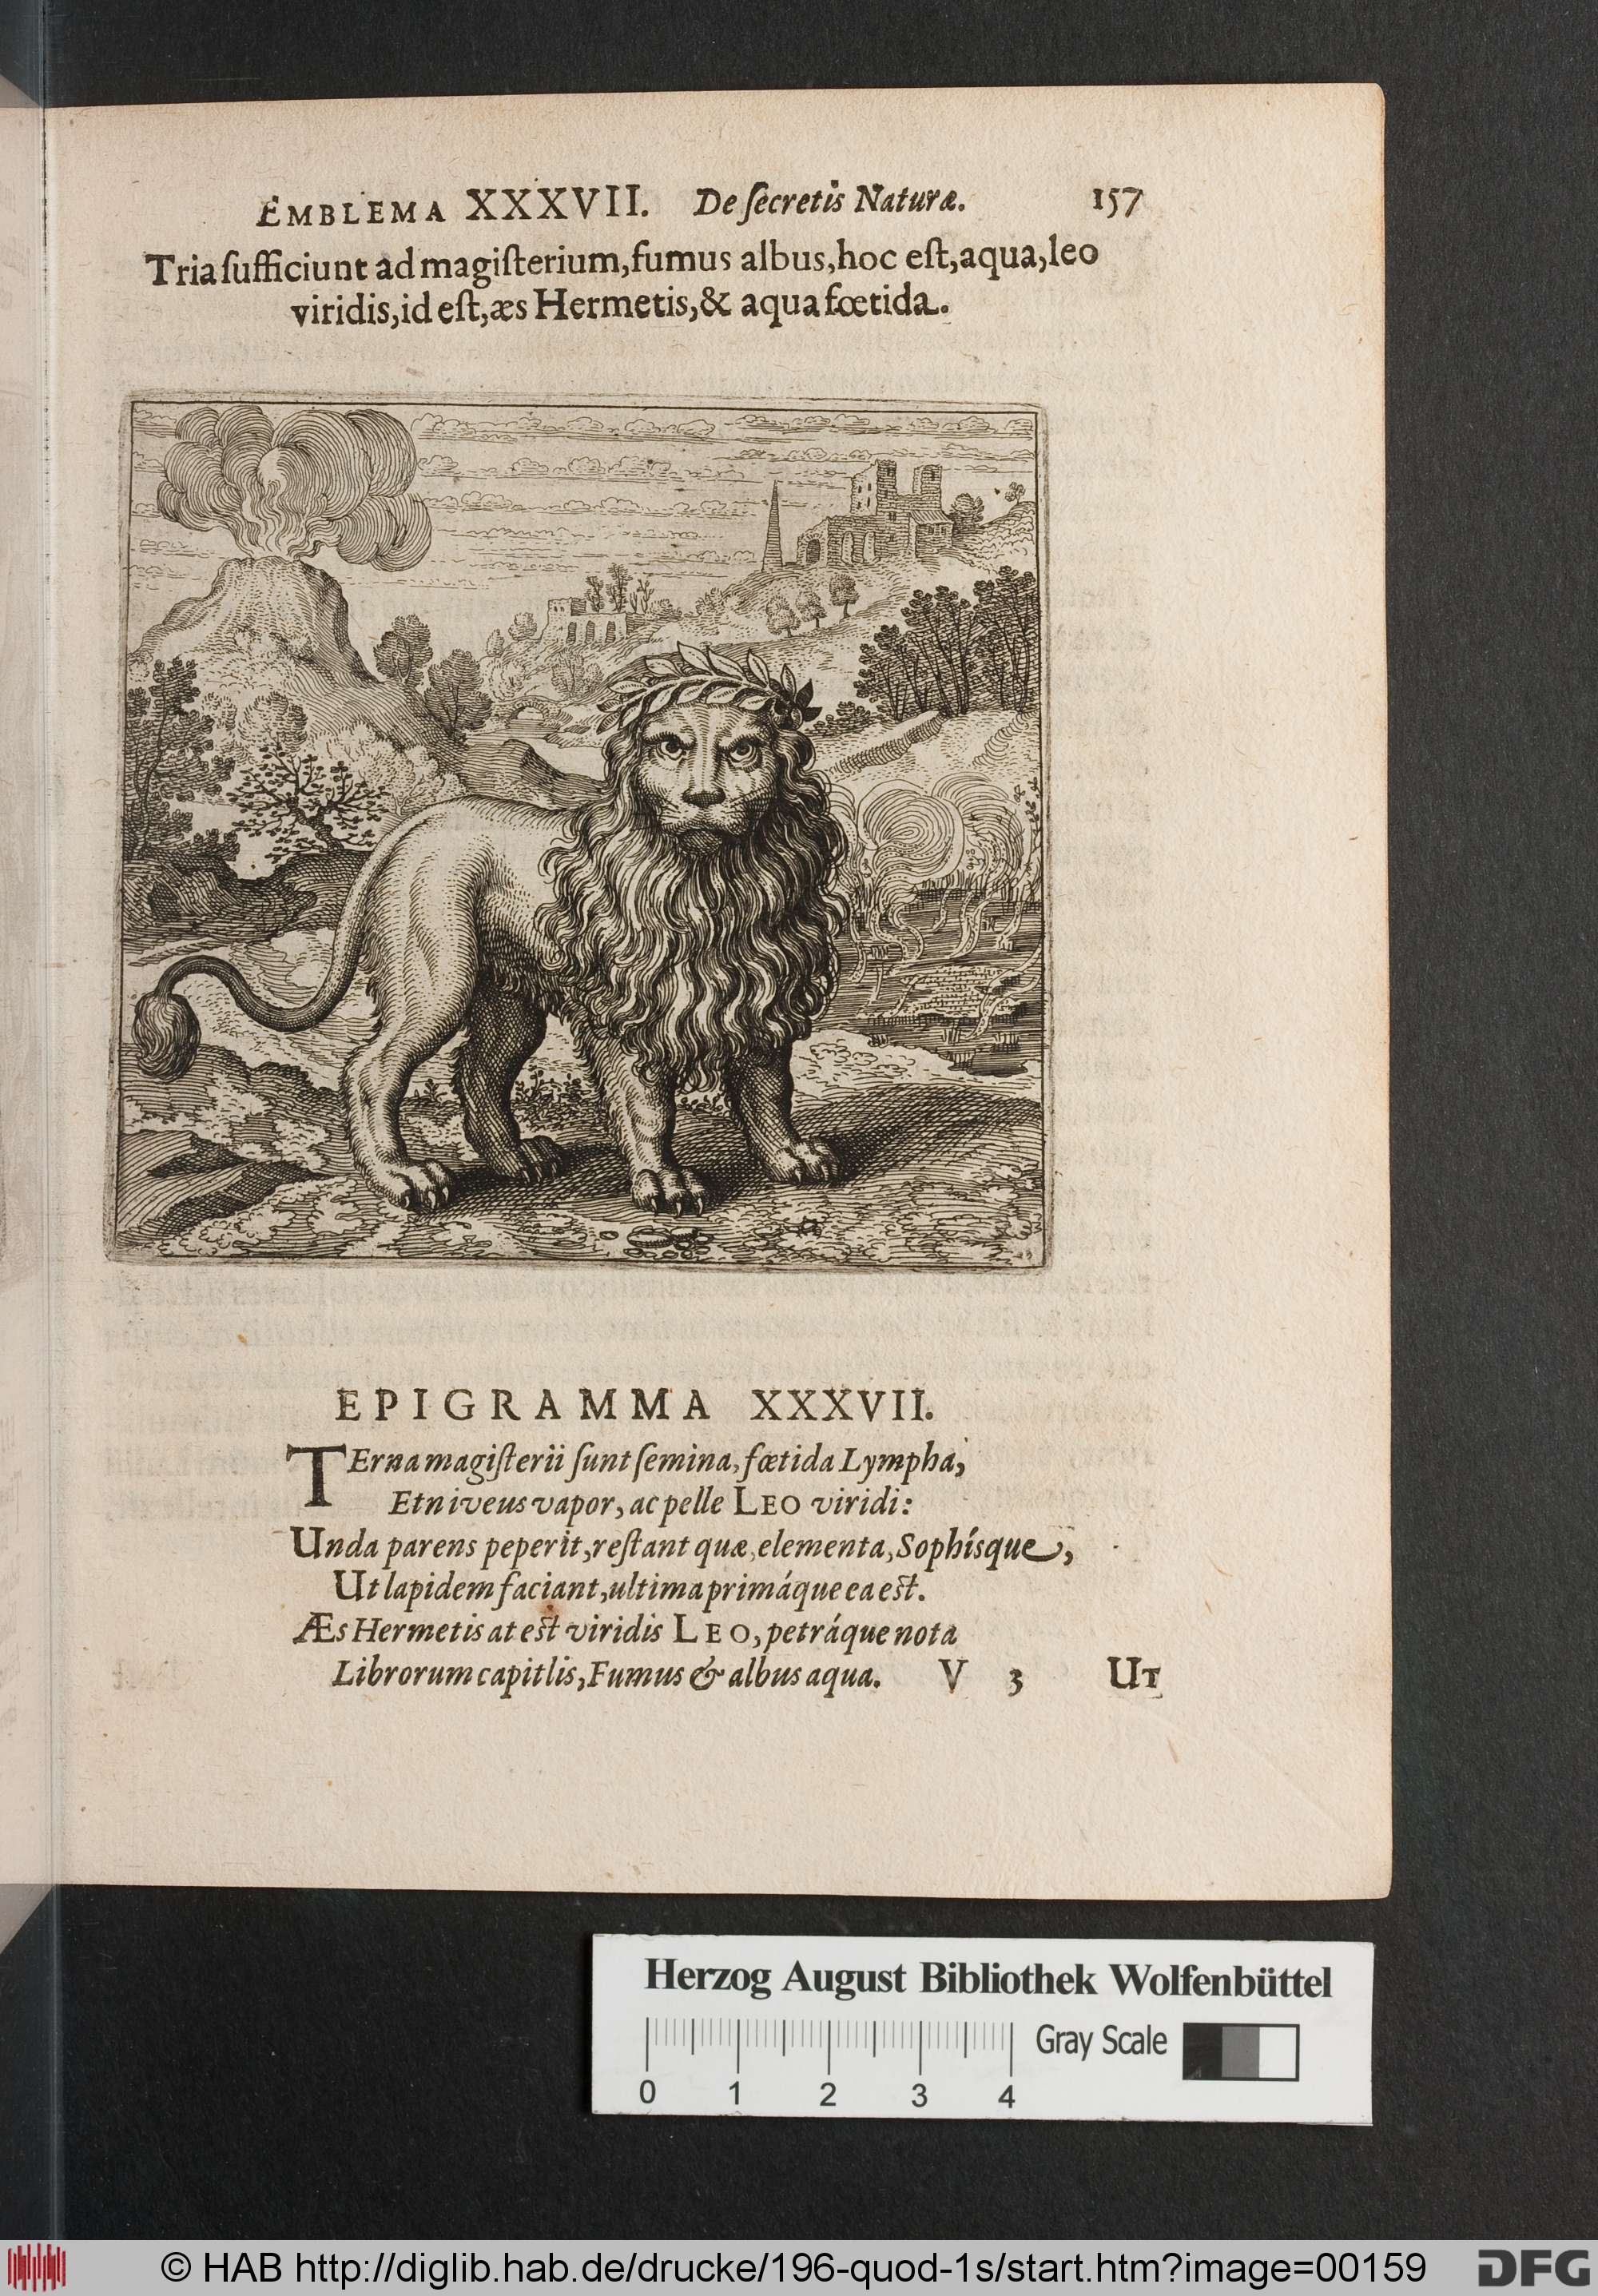 EMBLEMA XXXVII. De ſecretis Naturæ. 157
Tria ſufficiunt ad magiſterium, fumus albus, hoc eſt, aqua, leo
viridis, id eſt, æs Hermetis, & aqua fœtida.
EPIGRAMMA XXXVII.
TErna magiſterii ſunt ſemina, fœtida Lympha,
Et niveus vapor, ac pelle LEO viridi:
Unda parens peperit, reſtant quæ, elementa, Sophísque,
Ut lapidem faciant, ultima primáque ea eſt.
Æs Hermetis at eſt viridis LEO, petráque nota
Librorum capitlis, Fumus & albus aqua. V 3 UT
Herzog August Bibliothek Wolfenbüttel
Gray Scale
0 1 2 3 4
© HAB http://diglib.hab.de/drucke/196-quod-1s/start.htm?image=00159 DFG